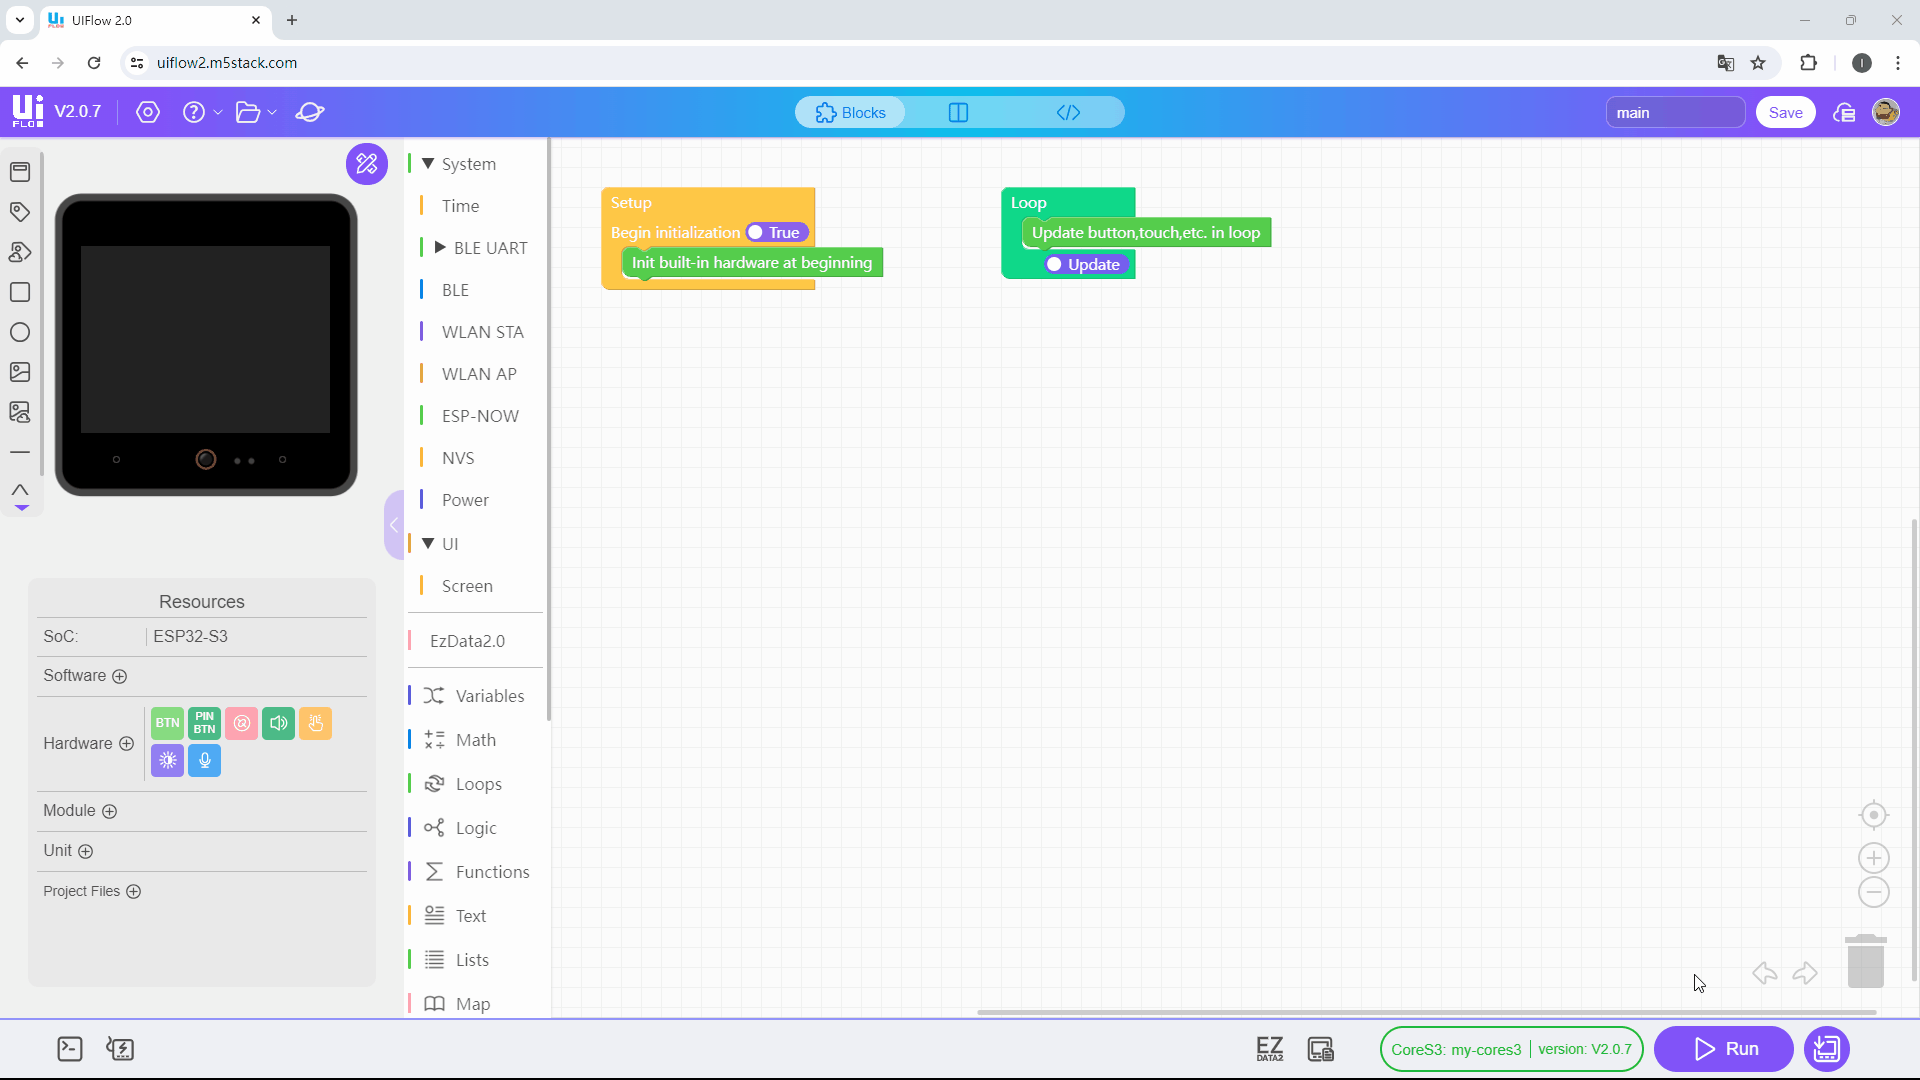 UIFlow 2.0
uiflow2.m5stack.com
Ui
FLOW
V2.0.7
Blocks
main
Save
System
Time
BLE UART
BLE
WLAN STA
WLAN AP
ESP-NOW
NVS
Power
UI
Screen
EzData2.0
Variables
Math
Loops
Logic
Functions
Text
Lists
Map
Setup
Begin initialization True
Init built-in hardware at beginning
Loop
Update button,touch,etc. in loop
Update
Resources
SoC: ESP32-S3
Software
Hardware
BTN
PIN
BTN
Module
Unit
Project Files
EZ
DATA2
CoreS3: my-cores3 | version: V2.0.7
Run